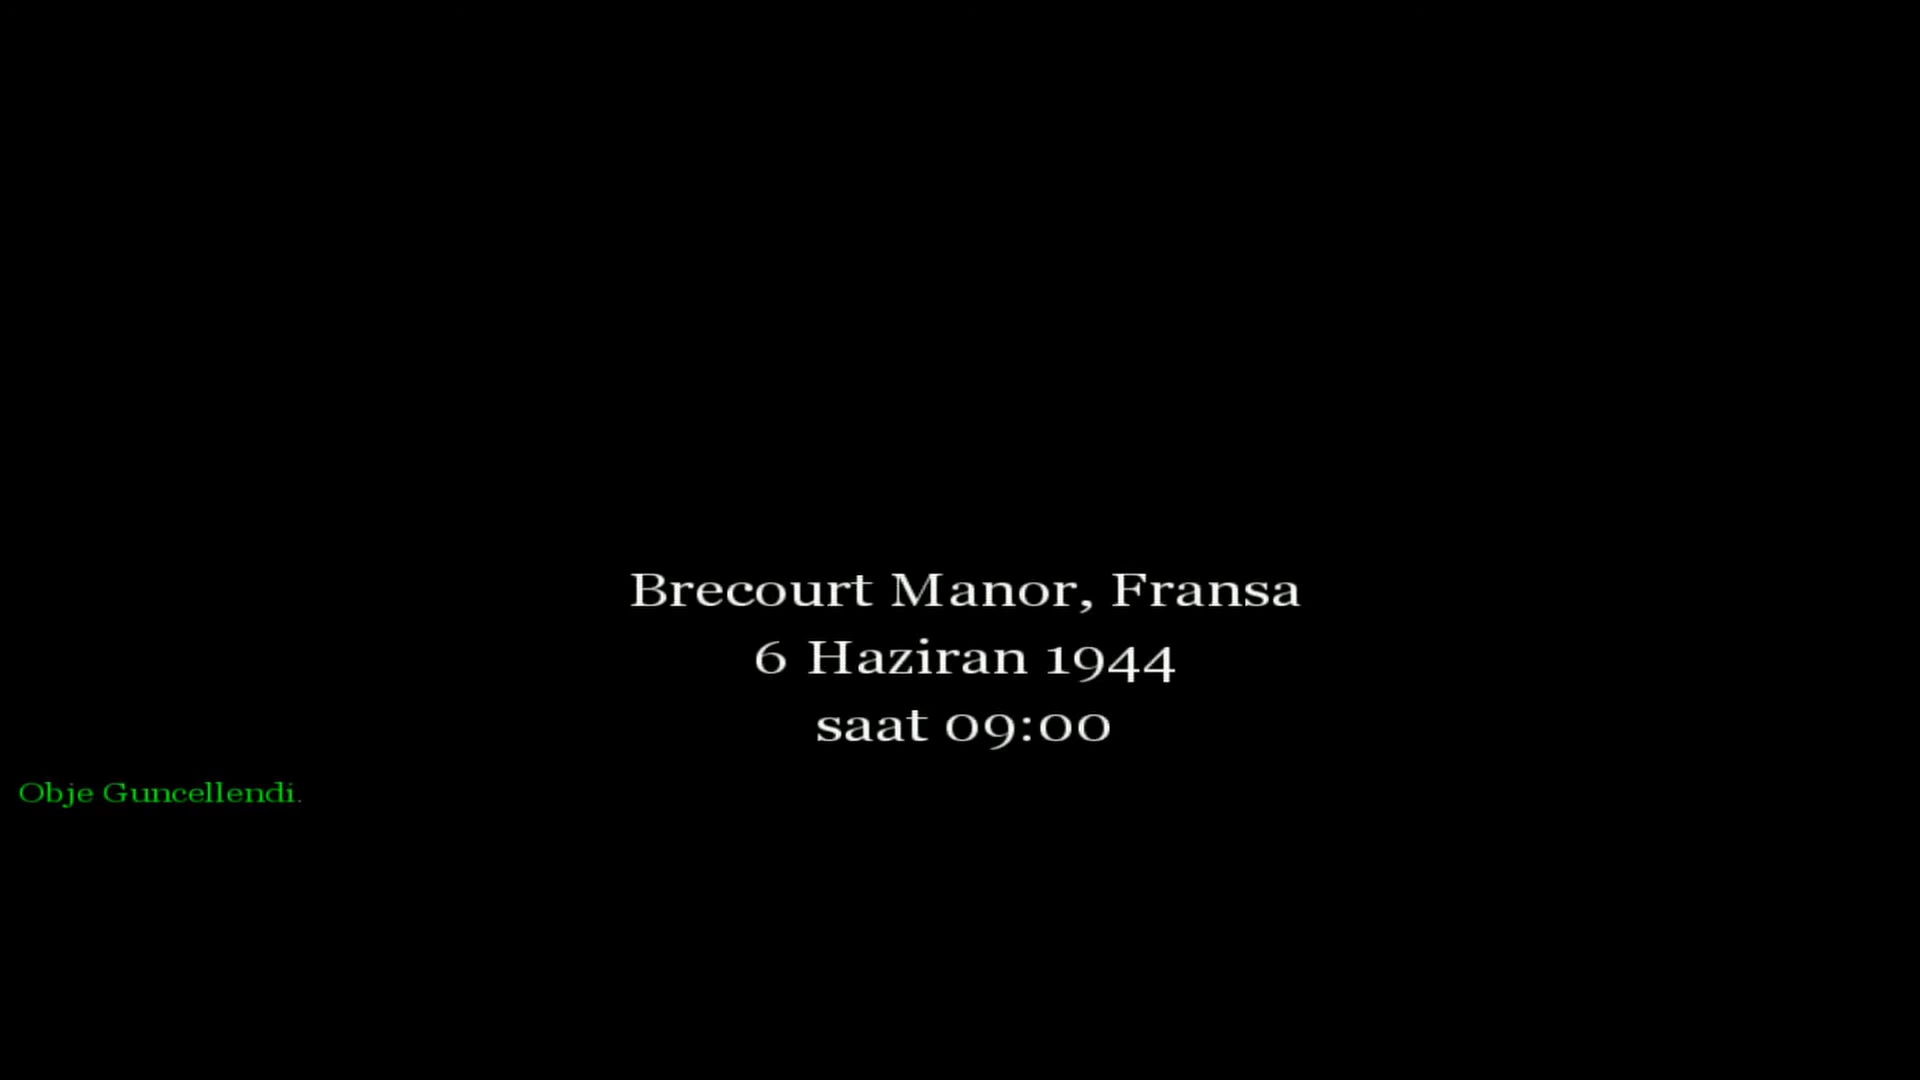 Brecourt Manor, Fransa
6 Haziran 1944
saat 09:00
Obje Guncellendi.